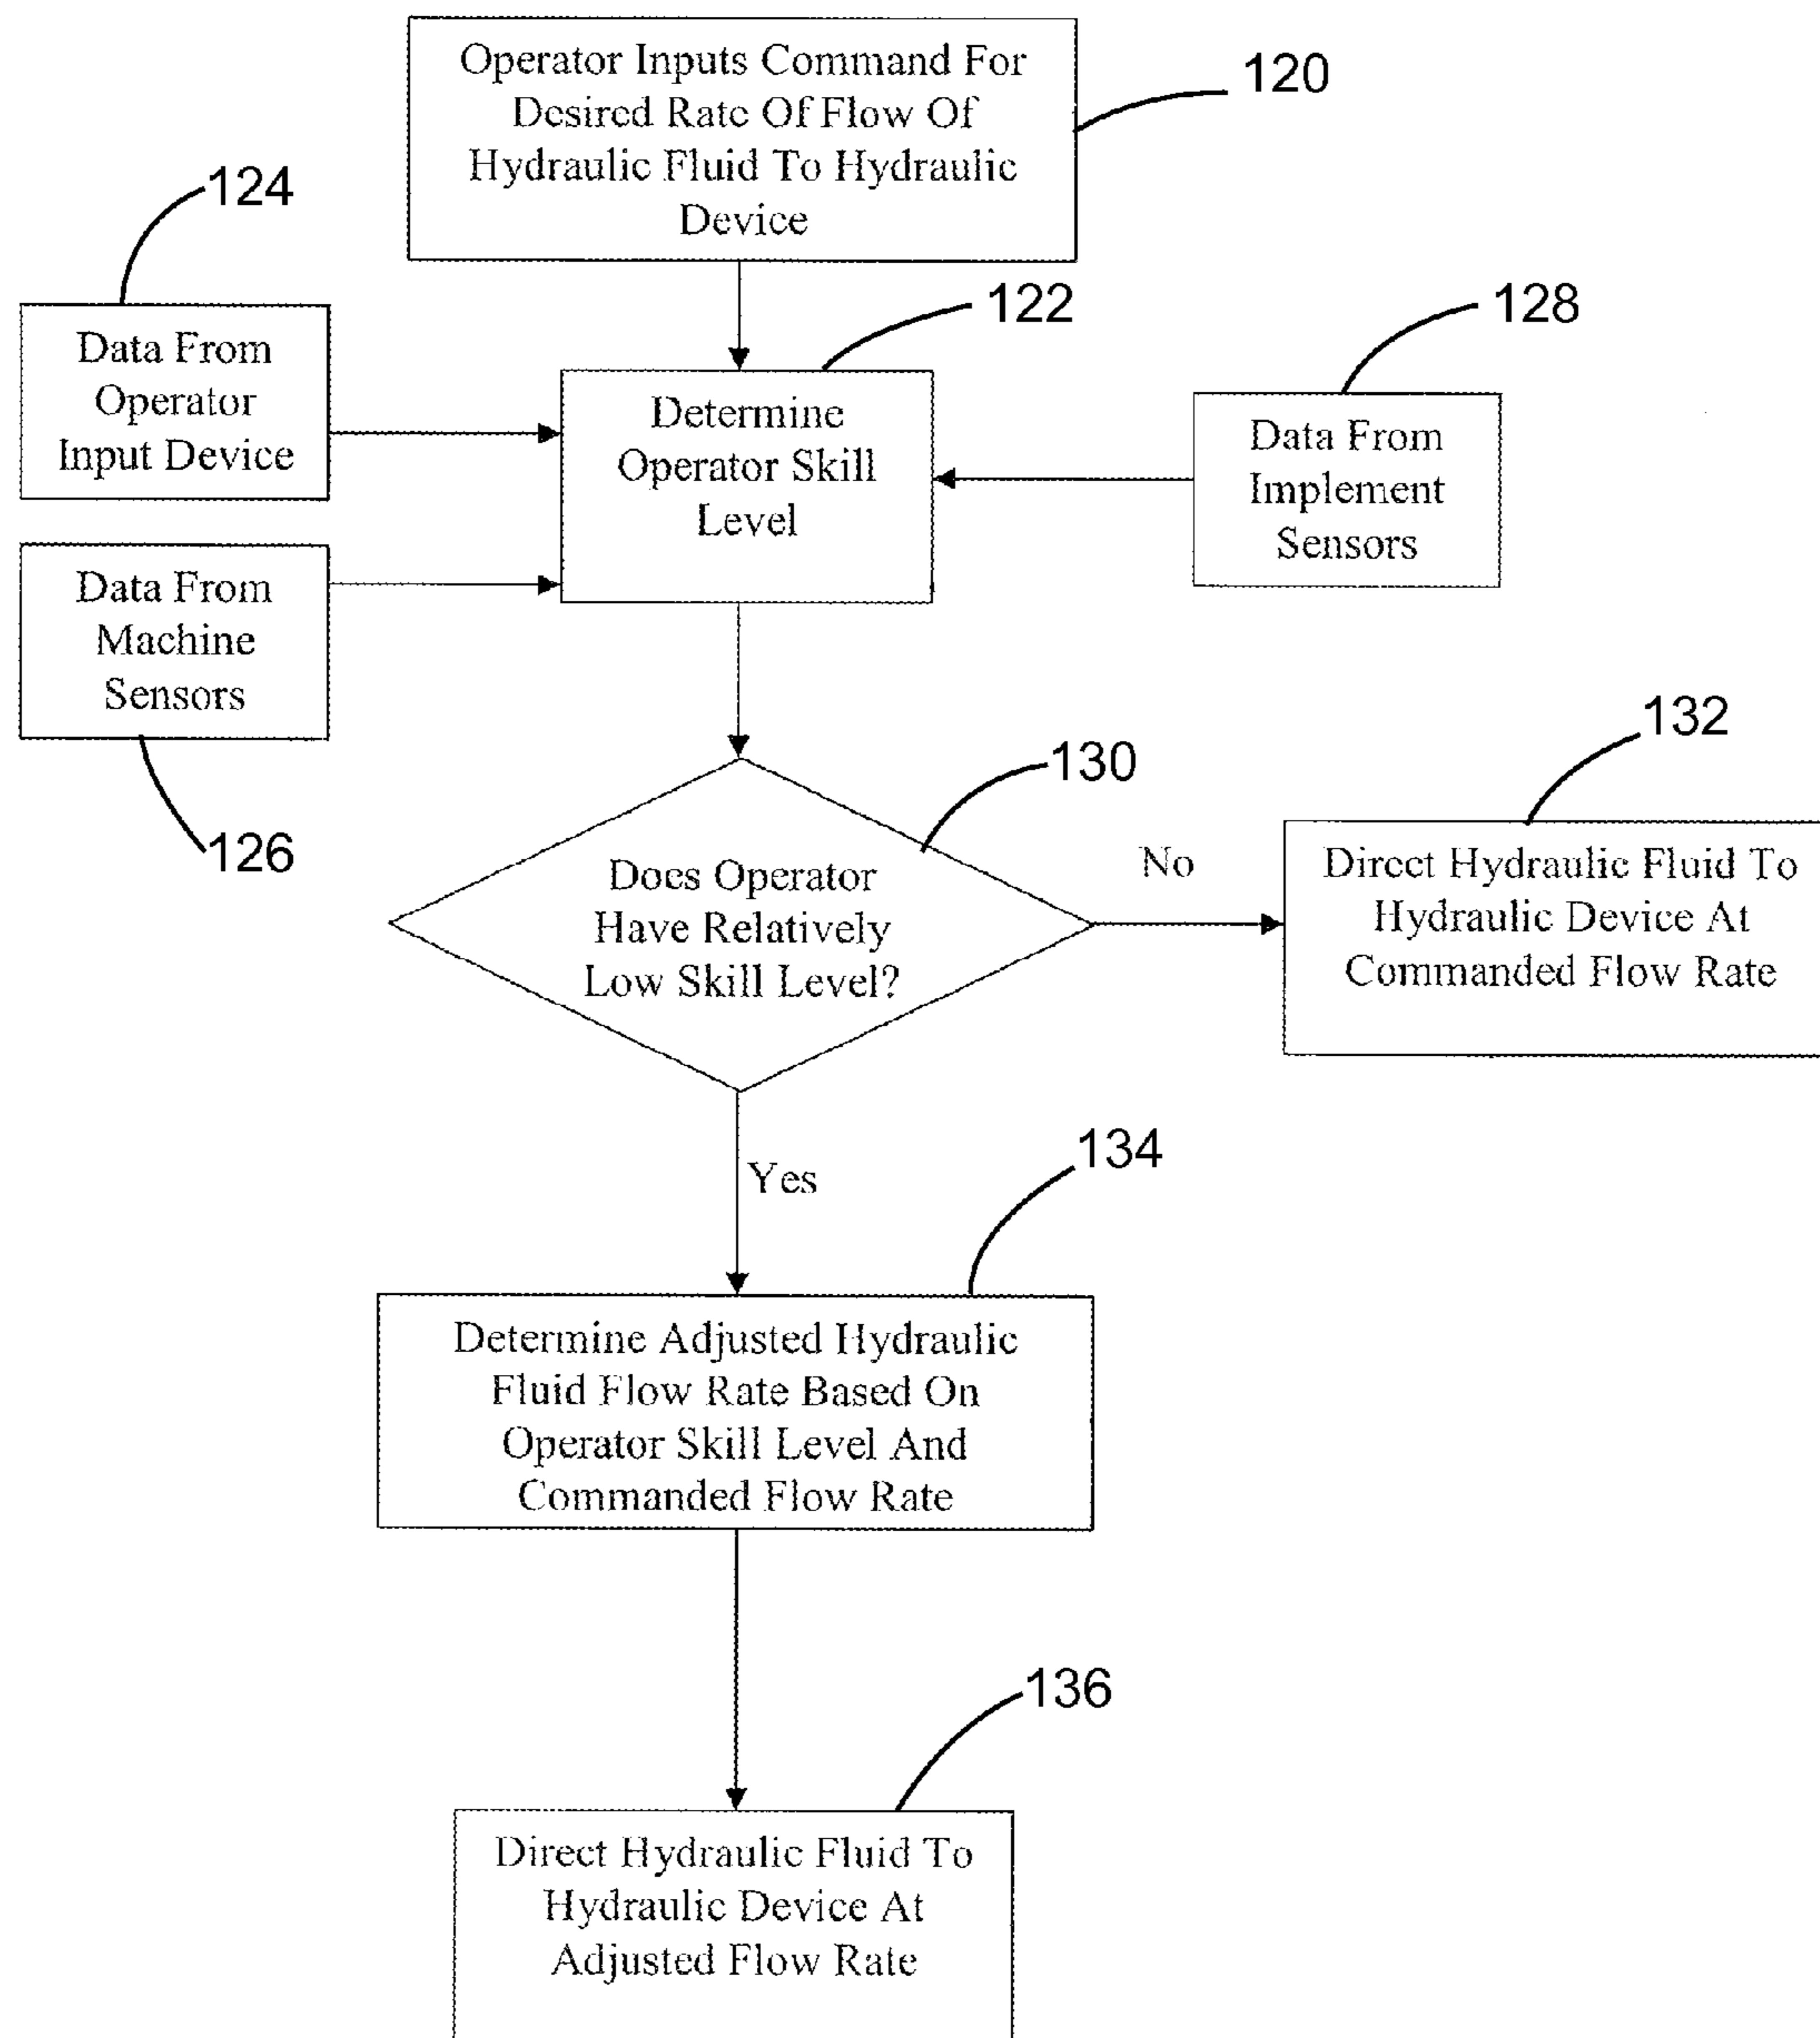 Operator Inputs Command For
Desired Rate Of Flow Of
Hydraulic Fluid To Hydraulic
Device
120
124
Data From
Operator
Input Device
122
Determine
Operator Skill
Level
128
Data From
Implement
Sensors
Data From
Machine
Sensors
126
130
Does Operator
Have Relatively
Low Skill Level?
No
132
Direct Hydraulic Fluid To
Hydraulic Device At
Commanded Flow Rate
Yes
134
Determine Adjusted Hydraulic
Fluid Flow Rate Based On
Operator Skill Level And
Commanded Flow Rate
136
Direct Hydraulic Fluid To
Hydraulic Device At
Adjusted Flow Rate